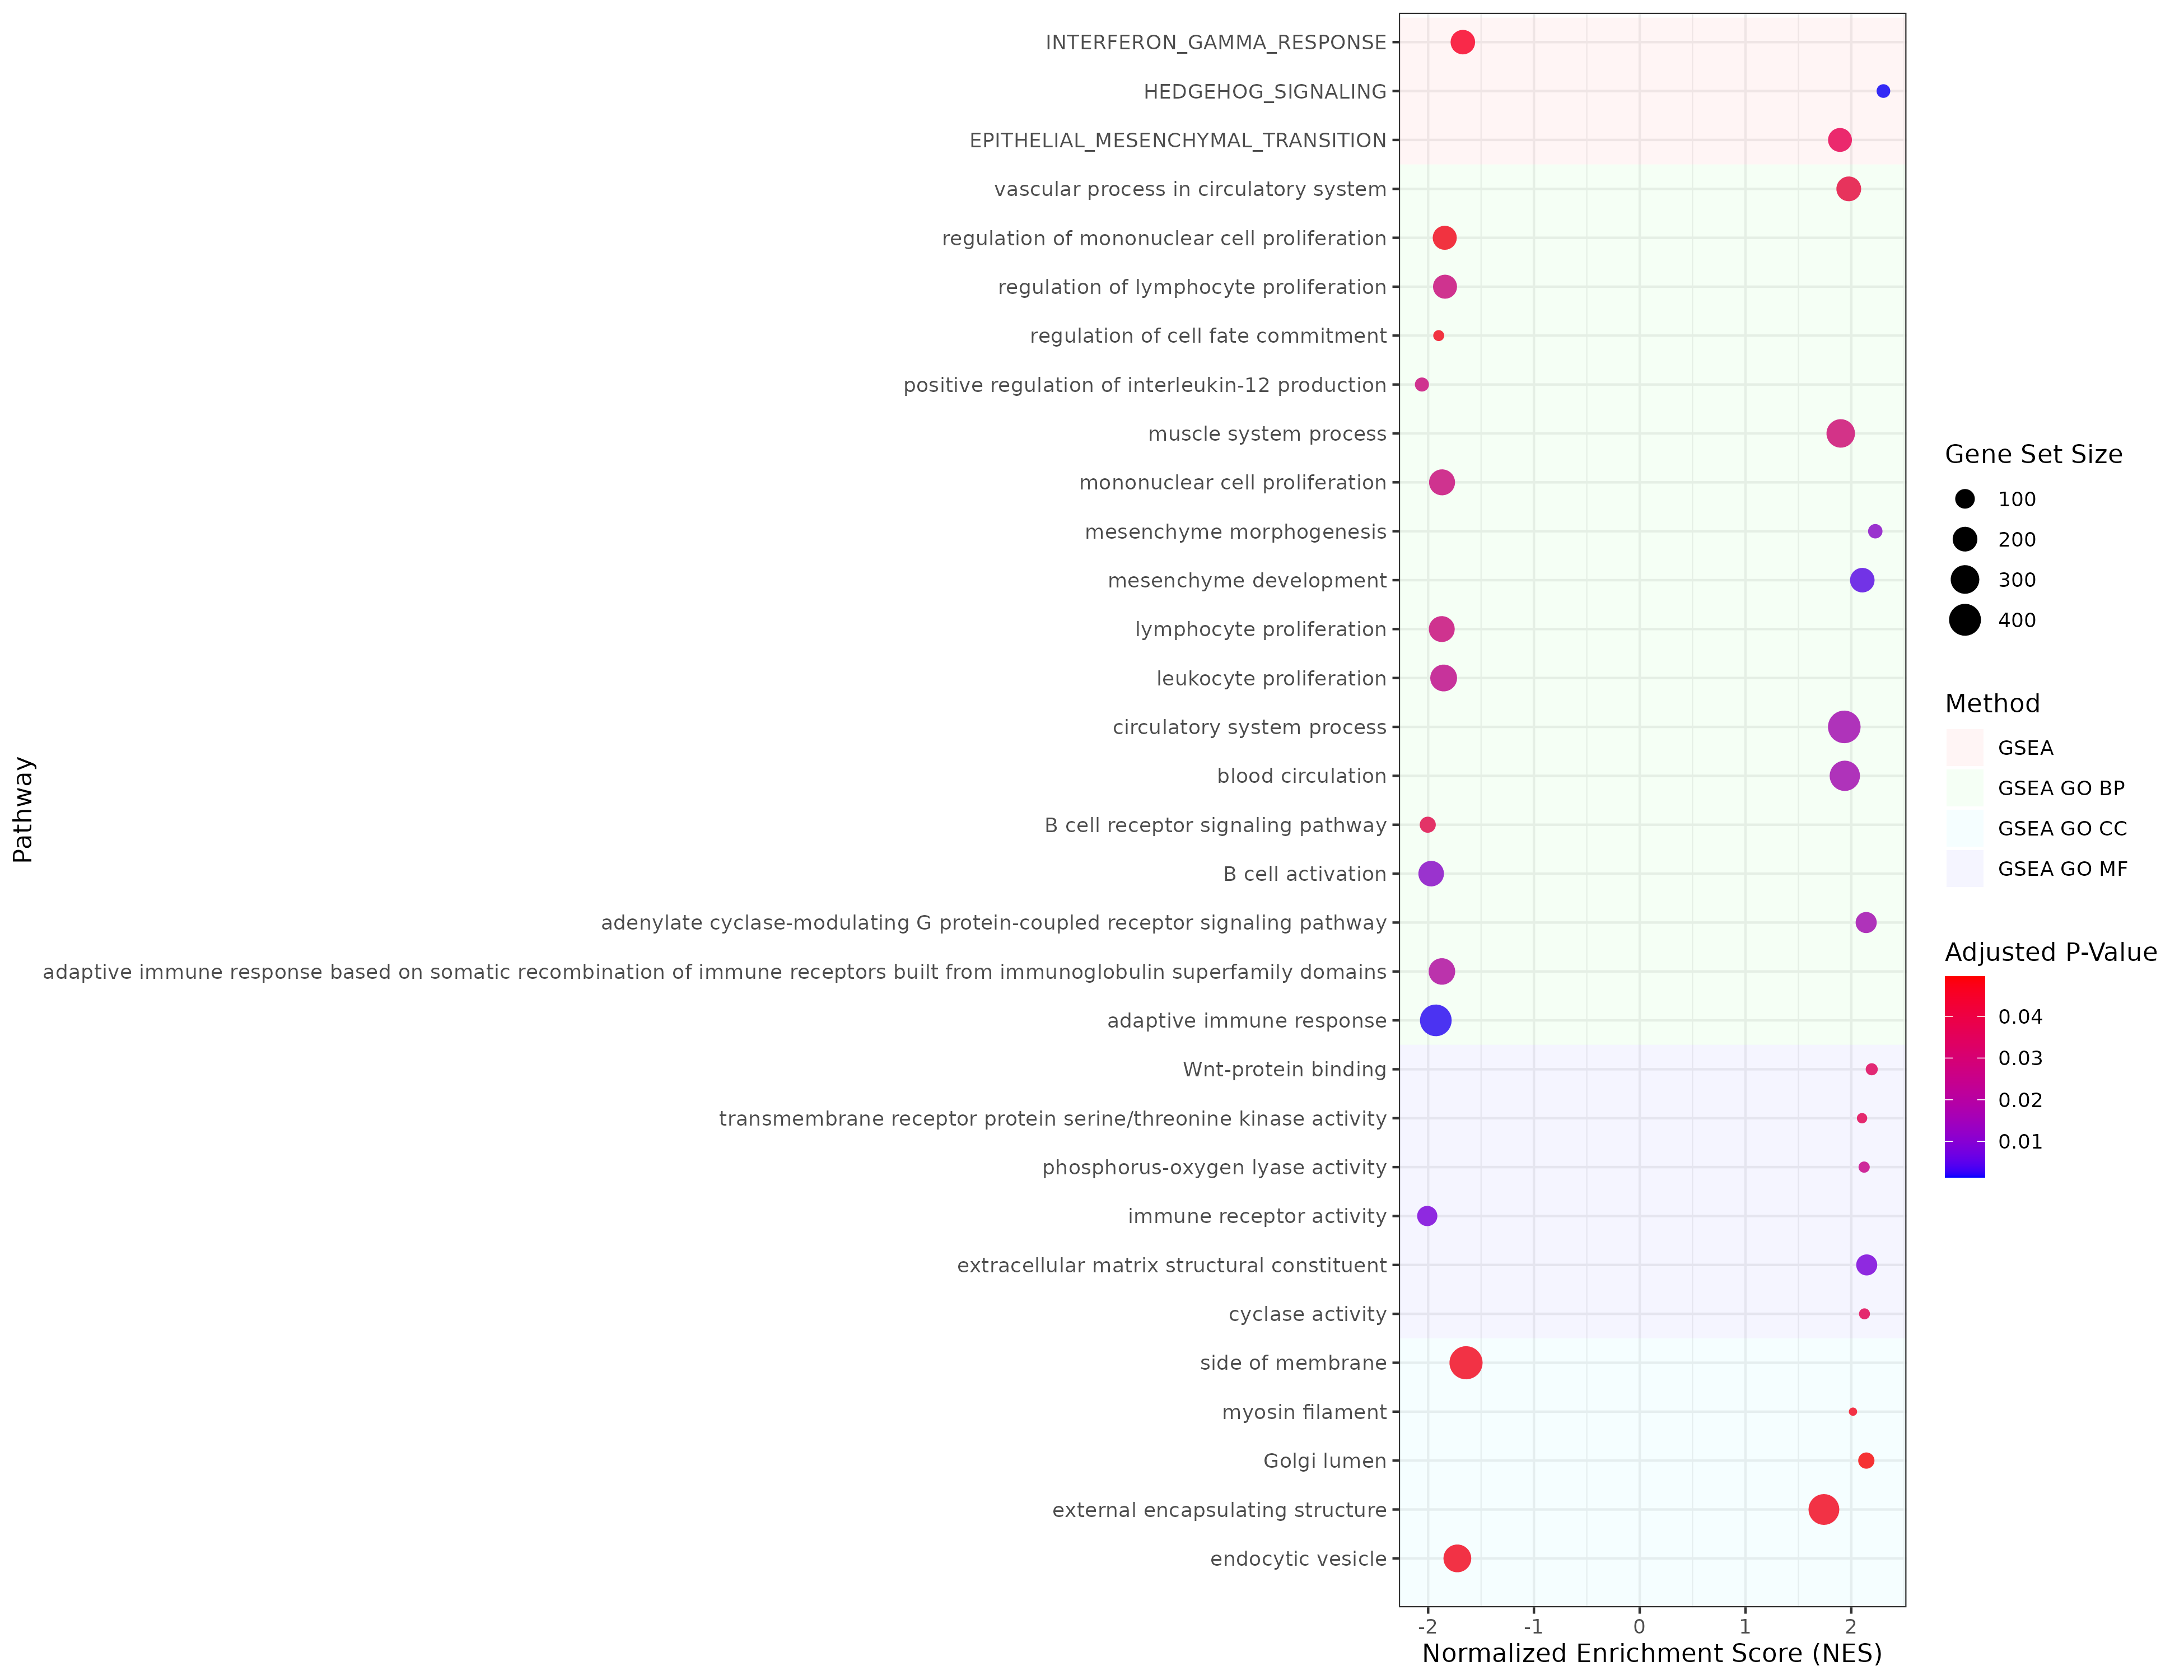 INTERFERON_GAMMA_RESPONSE
HEDGEHOG_SIGNALING
EPITHELIAL_MESENCHYMAL_TRANSITION
vascular process in circulatory system
regulation of mononuclear cell proliferation
regulation of lymphocyte proliferation
regulation of cell fate commitment
positive regulation of interleukin-12 production
muscle system process
mononuclear cell proliferation
mesenchyme morphogenesis
mesenchyme development
lymphocyte proliferation
leukocyte proliferation
circulatory system process
blood circulation
B cell receptor signaling pathway
B cell activation
adenylate cyclase-modulating G protein-coupled receptor signaling pathway
adaptive immune response based on somatic recombination of immune receptors built from immunoglobulin superfamily domains
adaptive immune response
Wnt-protein binding
transmembrane receptor protein serine/threonine kinase activity
phosphorus-oxygen lyase activity
immune receptor activity
extracellular matrix structural constituent
cyclase activity
side of membrane
myosin filament
Golgi lumen
external encapsulating structure
endocytic vesicle
Pathway
-2 -1 0 1 2
Normalized Enrichment Score (NES)
Gene Set Size
100
200
300
400
Method
GSEA
GSEA GO BP
GSEA GO CC
GSEA GO MF
Adjusted P-Value
0.04
0.03
0.02
0.01